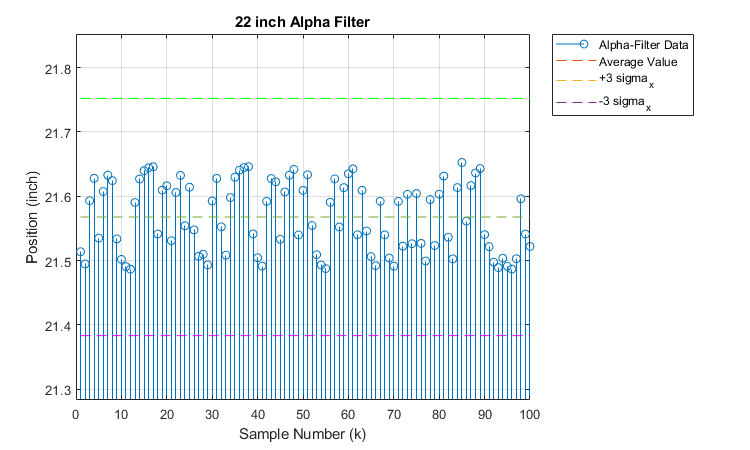 22 inch Alpha Filter
Alpha-Filter Data
Average Value
+3 sigma x
-3 sigma x
21.8
21.7
21.6
21.5
21.4
21.3
Position (inch)
0 10 20 30 40 50 60 70 80 90 100
Sample Number (k)